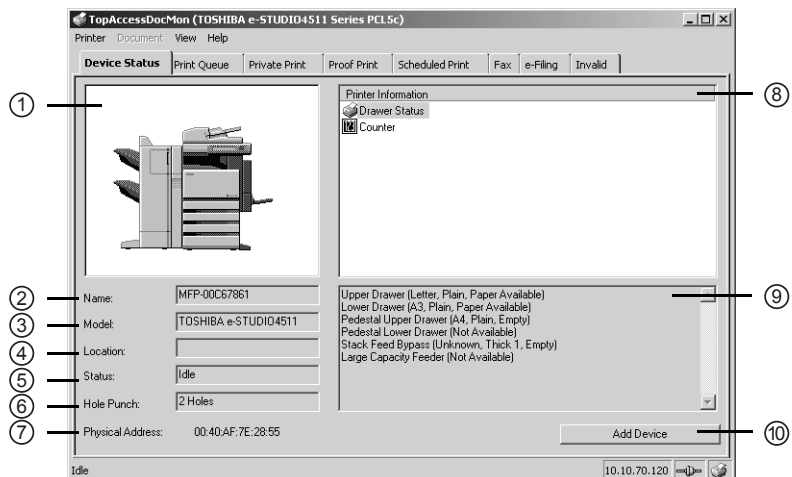 TopAccessDocMon (TOSHIBA e-STUDIO4511 Series PCL5c)
Printer Document View Help
Device Status Print Queue Private Print Proof Print Scheduled Print Fax e-Filing Invalid
1
Printer Information
8
Drawer Status
Counter
2
Name: MFP-00C67861
3
Model: TOSHIBA e-STUDIO4511
4
Location:
5
Status: Idle
6
Hole Punch: 2 Holes
7
Physical Address: 00:40:AF:7E:28:55
Upper Drawer (Letter, Plain, Paper Available)
9
Lower Drawer (A3, Plain, Paper Available)
Pedestal Upper Drawer (A4, Plain, Empty)
Pedestal Lower Drawer (Not Available)
Stack Feed Bypass (Unknown, Thick 1, Empty)
Large Capacity Feeder (Not Available)
Add Device
10
Idle
10.10.70.120